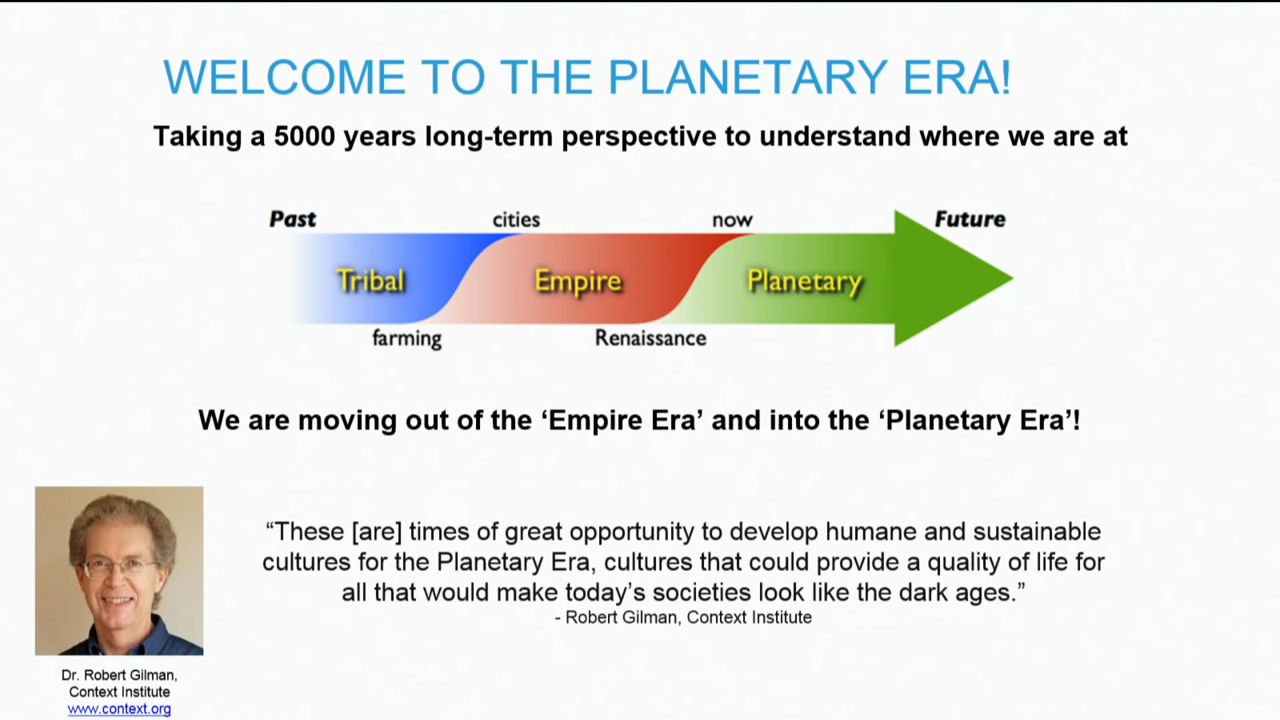 WELCOME TO THE PLANETARY ERA!
Taking a 5000 years long-term perspective to understand where we are at
Past cities now Future
Tribal Empire Planetary
farming Renaissance
We are moving out of the ‘Empire Era’ and into the ‘Planetary Era’!
“These [are] times of great opportunity to develop humane and sustainable
cultures for the Planetary Era, cultures that could provide a quality of life for
all that would make today’s societies look like the dark ages.”
- Robert Gilman, Context Institute
Dr. Robert Gilman,
Context Institute
www.context.org